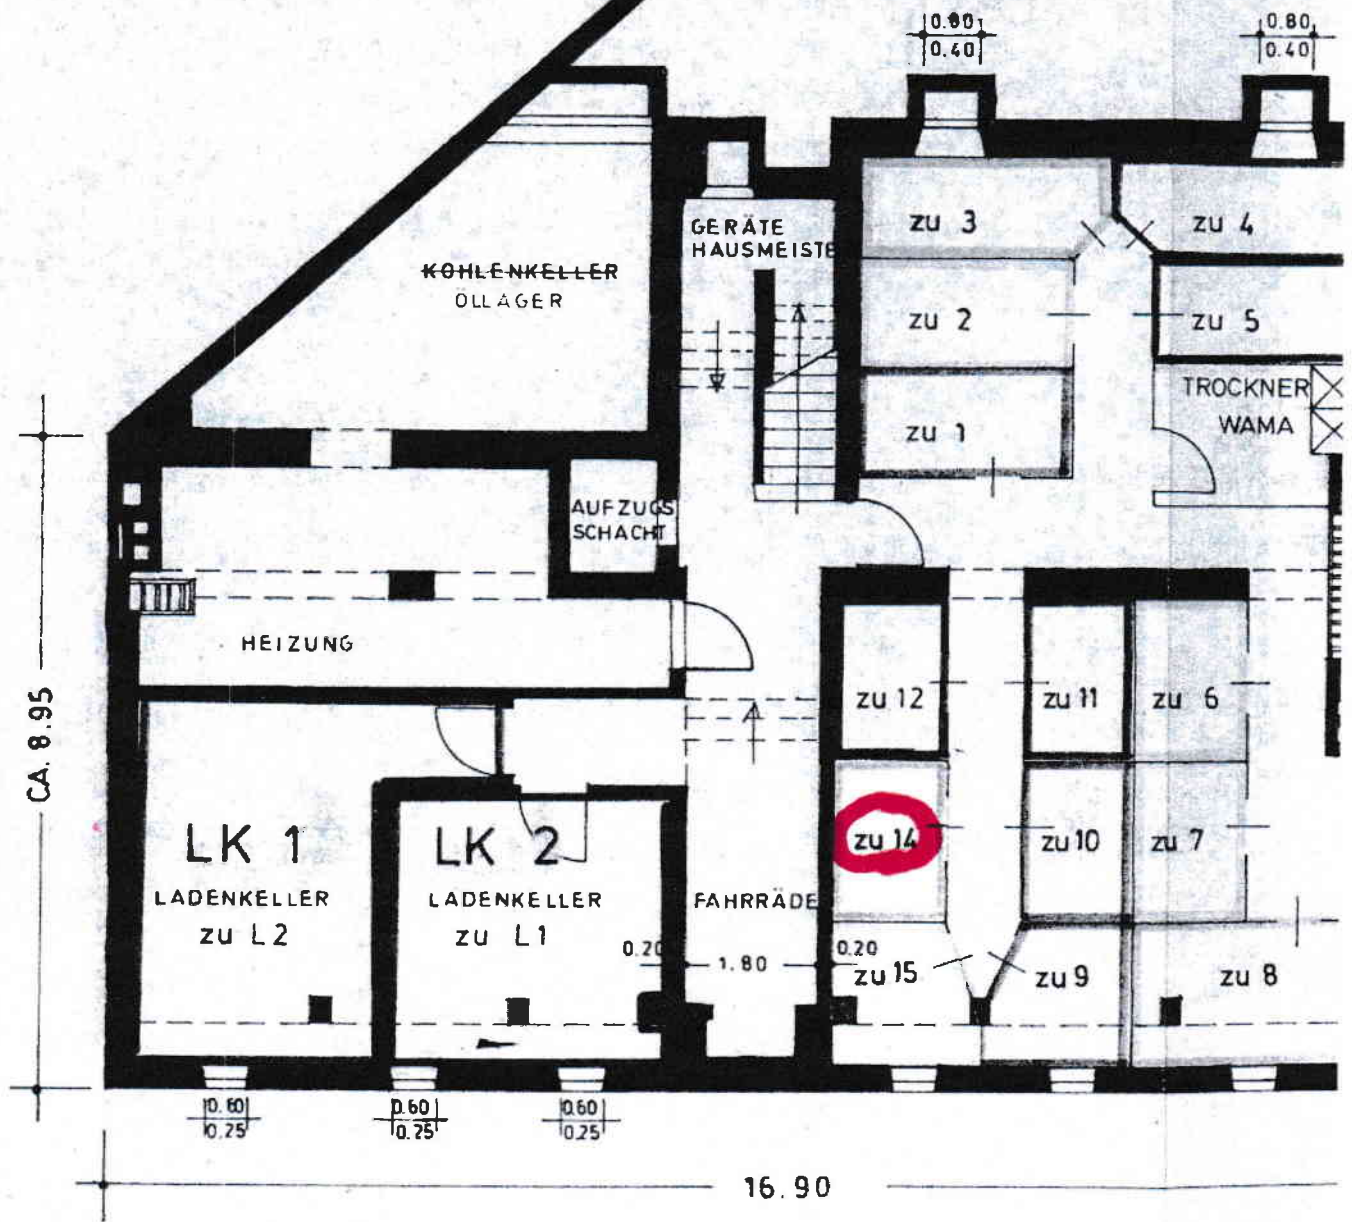 0.80
0.40
0.80
0.40
zu 3
zu 4
GERÄTE
HAUSMEISTE
KOHLENKELLER
ÖLLAGER
zu 2
zu 5
TROCKNER
WAMA
zu 1
AUFZUGS
SCHACHT
HEIZUNG
zu 12
zu 11
zu 6
CA. 8.95
LK 1
LADENKELLER
zu L2
LK 2
LADENKELLER
zu L1
zu 14
zu 10
zu 7
FAHRRÄDE
0.20
1.80
0.20
zu 15
zu 9
zu 8
0.60
0.25
0.60
0.25
0.60
0.25
16.90